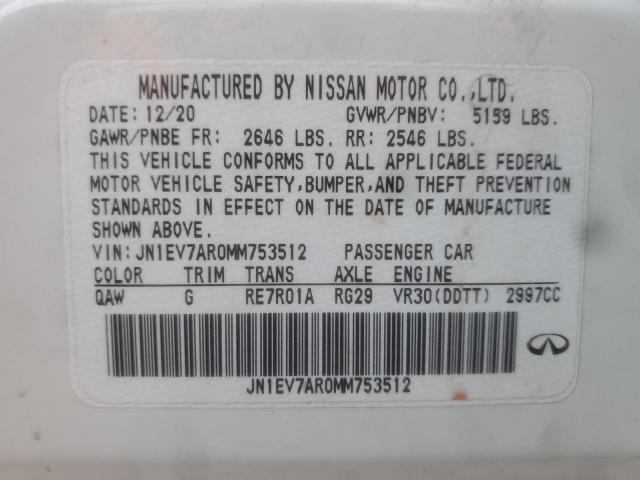 MANUFACTURED BY NISSAN MOTOR CO.,LTD.
DATE: 12/20 GVWR/PNBV: 5159 LBS.
GAWR/PNBE FR: 2646 LBS. RR: 2546 LBS.
THIS VEHICLE CONFORMS TO ALL APPLICABLE FEDERAL
MOTOR VEHICLE SAFETY,BUMPER,AND THEFT PREVENTION
STANDARDS IN EFFECT ON THE DATE OF MANUFACTURE
SHOWN ABOVE.
VIN:JN1EV7AR0MM753512 PASSENGER CAR
COLOR TRIM TRANS AXLE ENGINE
QAW G RE7R01A RG29 VR30(DDTT) 2997CC
JN1EV7AR0MM753512